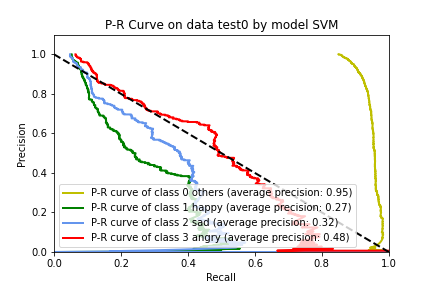 P-R Curve on data test0 by model SVM
1.0
0.8
0.6
0.4
0.2
0.0
Precision
P-R curve of class 0 others (average precision: 0.95)
P-R curve of class 1 happy (average precision: 0.27)
P-R curve of class 2 sad (average precision: 0.32)
P-R curve of class 3 angry (average precision: 0.48)
0.0 0.2 0.4 0.6 0.8 1.0
Recall